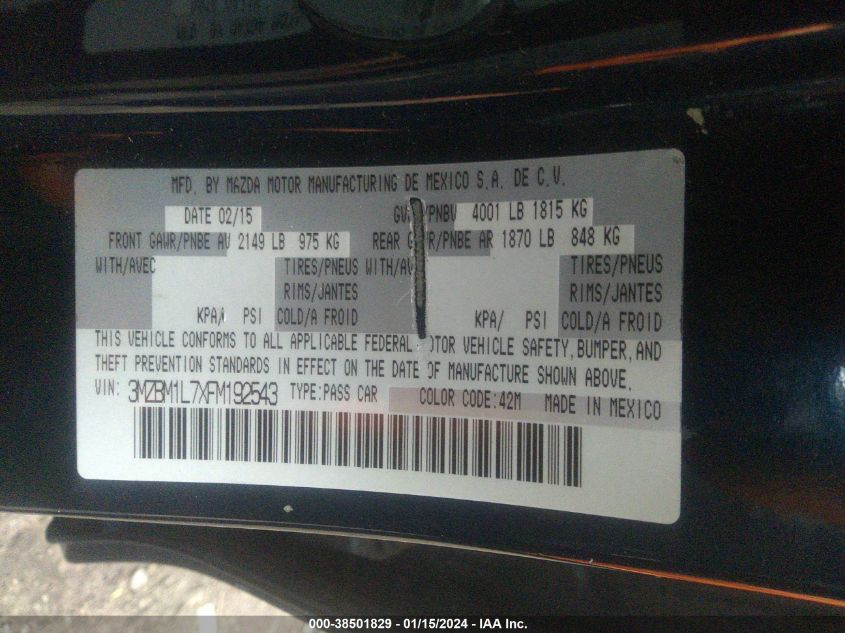 MFD. BY MAZDA MOTOR MANUFACTURING DE MEXICO S.A. DE C.V.
DATE 02/15 /PNBV 4001 LB 1815 KG
FRONT GAWR/PNBE AV 2149 LB 975 KG REAR /PNBE AR 1870 LB 848 KG
WITH/AVEC TIRES/PNEUS WITH/
RIMS/JANTES
KPA/ PSI COLD/A FROID
TIRES/PNEUS
RIMS/JANTES
KPA/ PSI COLD/A FROID
THIS VEHICLE CONFORMS TO ALL APPLICABLE FEDERAL MOTOR VEHICLE SAFETY, BUMPER, AND
THEFT PREVENTION STANDARDS IN EFFECT ON THE DATE OF MANUFACTURE SHOWN ABOVE.
VIN: 3MZBM1L7XFM192543 TYPE:PASS CAR COLOR CODE:42M MADE IN MEXICO
000-38501829 - 01/15/2024 - IAA Inc.